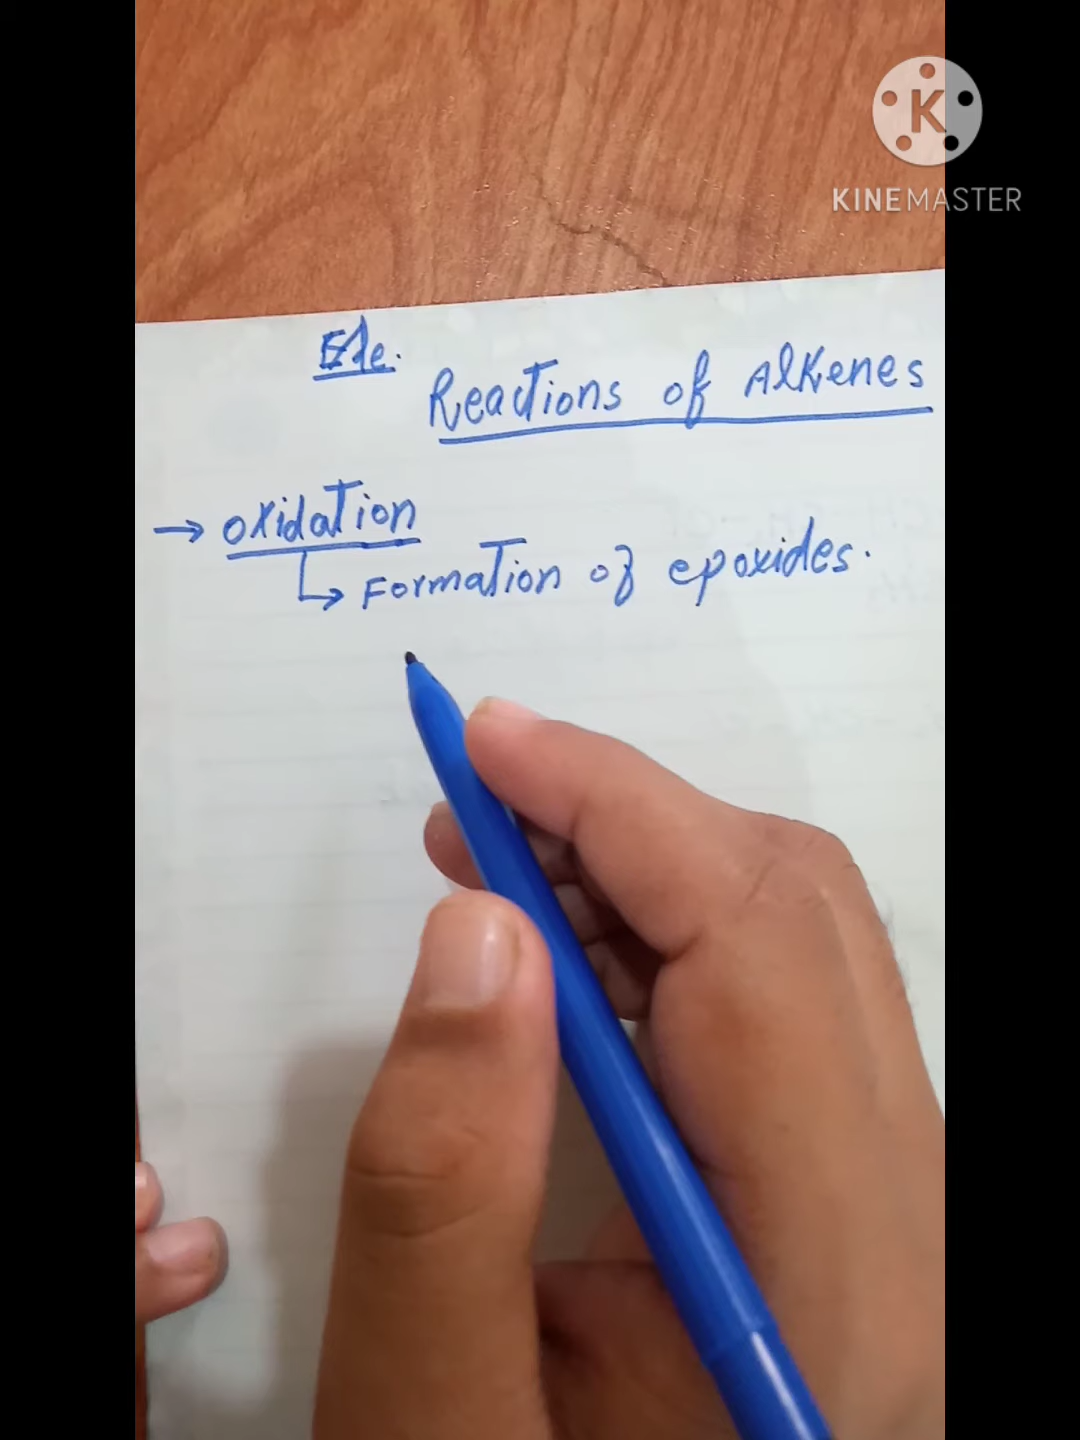 K
KINEMASTER
Reactions of Alkenes
→ oxidation
↳ Formation of epoxides.